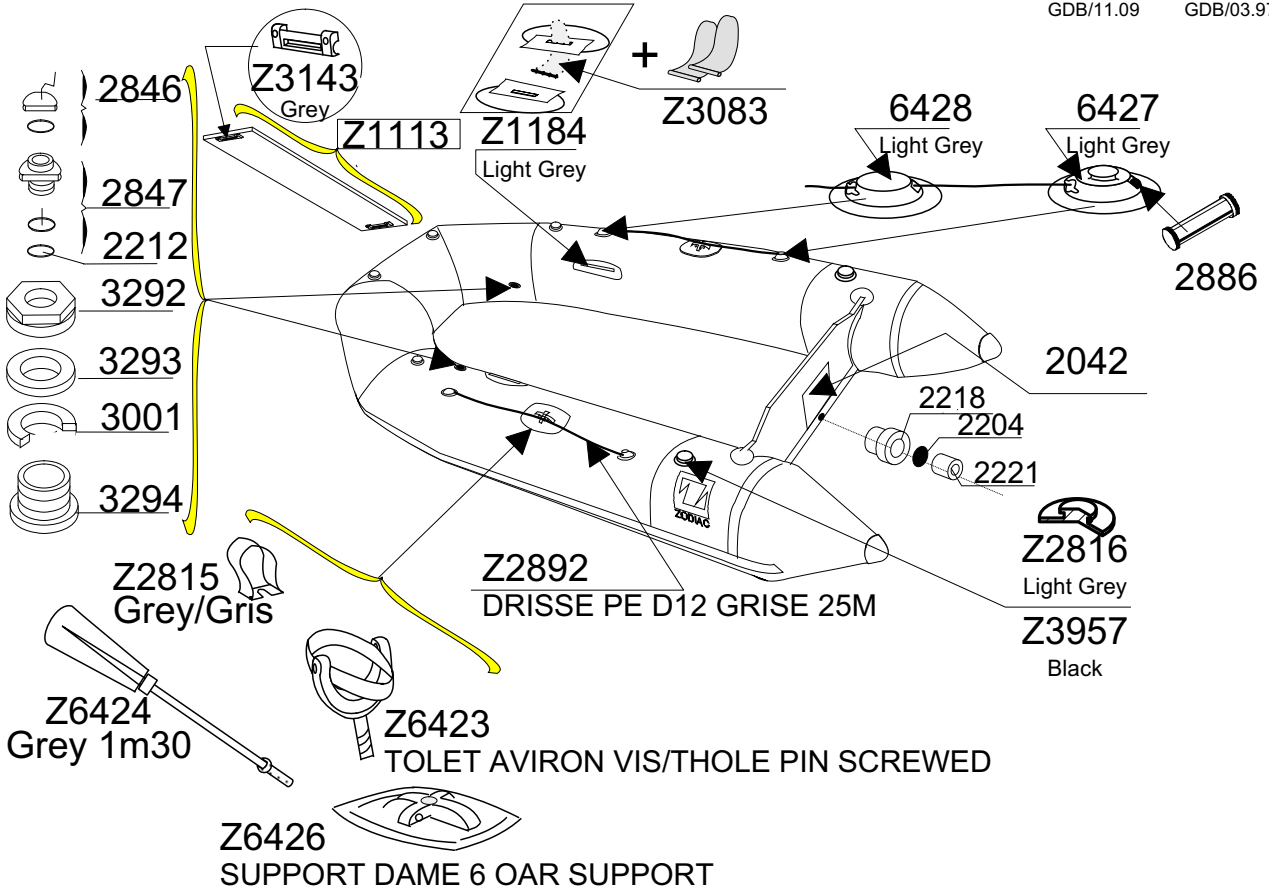 GDB/11.09 GDB/03.97
2846
Z3143
Grey
Z1113
Z1184
Light Grey
+
Z3083
6428
Light Grey
6427
Light Grey
2886
2847
2212
3292
3293
3001
3294
2042
2218
2204
2221
ZODIAC
Z2816
Light Grey
Z3957
Black
Z2815
Grey/Gris
Z2892
DRISSE PE D12 GRISE 25M
Z6424
Grey 1m30
Z6423
TOLET AVIRON VIS/THOLE PIN SCREWED
Z6426
SUPPORT DAME 6 OAR SUPPORT